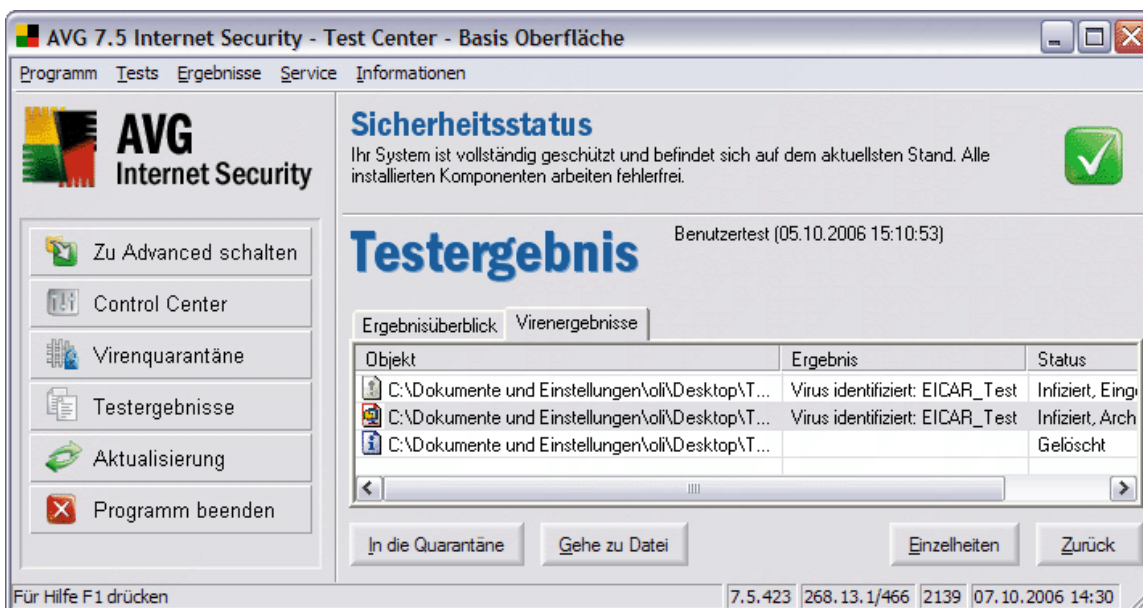 AVG 7.5 Internet Security - Test Center - Basis Oberfläche
Programm Tests Ergebnisse Service Informationen
AVG
Internet Security
Zu Advanced schalten
Control Center
Virenquarantäne
Testergebnisse
Aktualisierung
Programm beenden
Sicherheitsstatus
Ihr System ist vollständig geschützt und befindet sich auf dem aktuellsten Stand. Alle
installierten Komponenten arbeiten fehlerfrei.
Testergebnis
Benutzertest (05.10.2006 15:10:53)
Ergebnisüberblick Virenergebnisse
Objekt Ergebnis Status
C:\Dokumente und Einstellungen\oli\Desktop\T... Virus identifiziert: EICAR_Test Infiziert, Einge
C:\Dokumente und Einstellungen\oli\Desktop\T... Virus identifiziert: EICAR_Test Infiziert, Arch
C:\Dokumente und Einstellungen\oli\Desktop\T... Gelöscht
In die Quarantäne Gehe zu Datei Einzelheiten Zurück
Für Hilfe F1 drücken 7.5.423 268.13.1/466 2139 07.10.2006 14:30